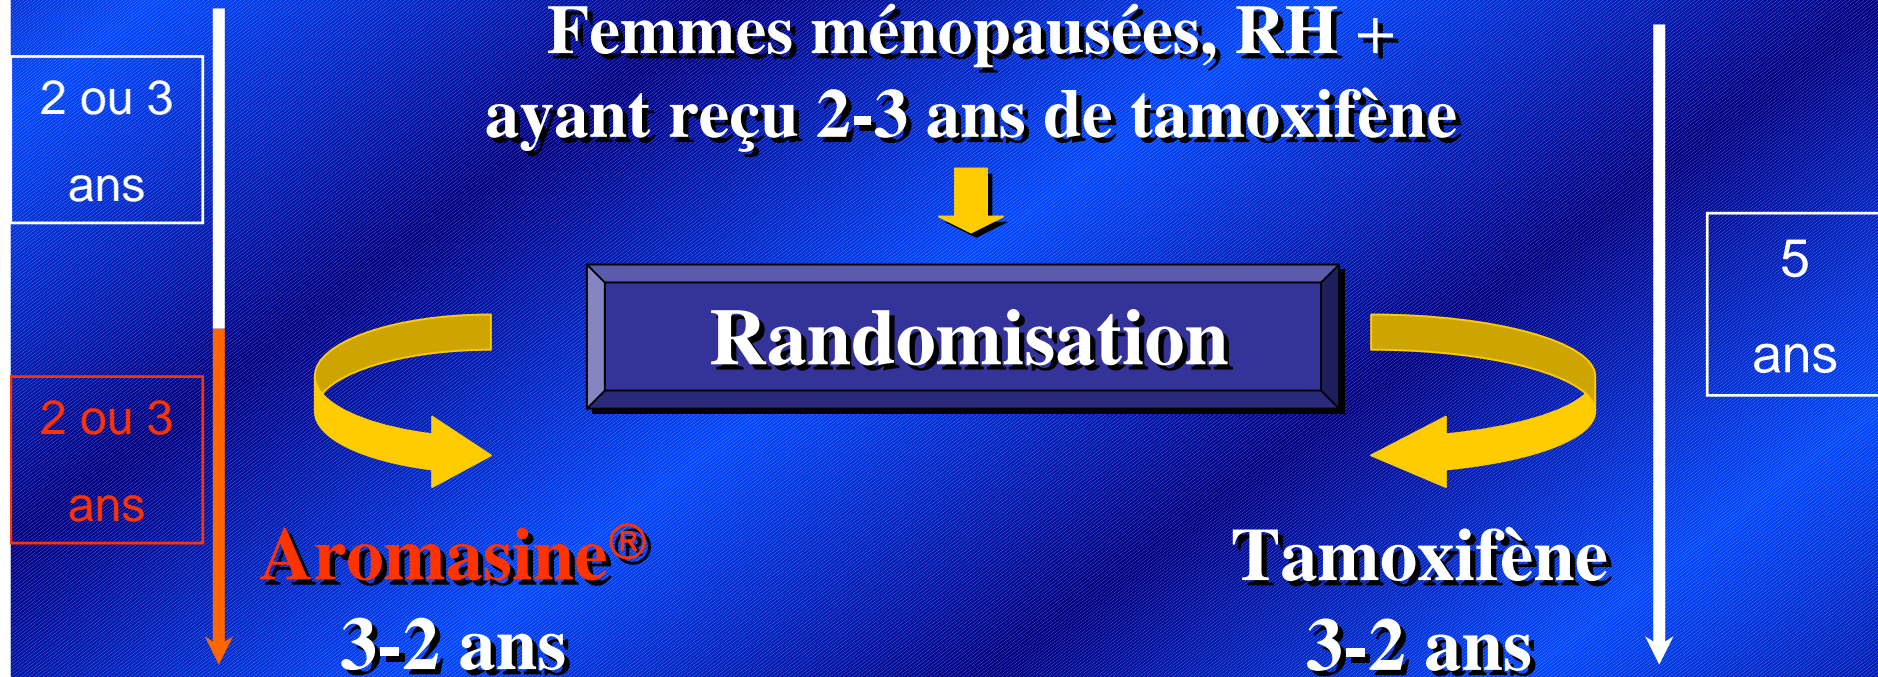 Femmes ménopausées, RH +
ayant reçu 2-3 ans de tamoxifène
2 ou 3
ans
Randomisation
5
ans
2 ou 3
ans
Aromasine®
3-2 ans
Tamoxifène
3-2 ans